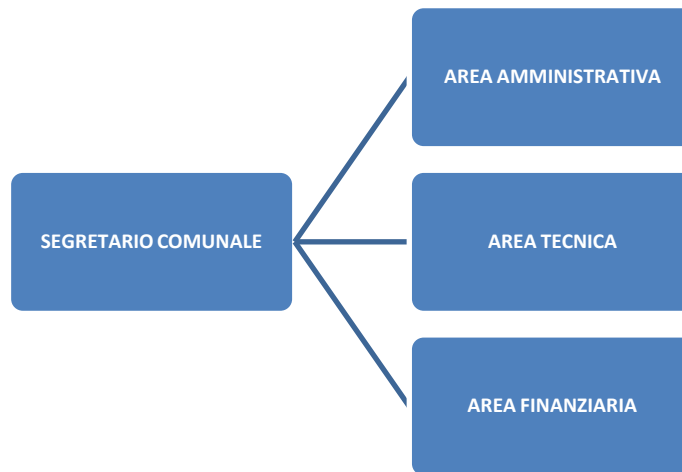 AREA AMMINISTRATIVA
SEGRETARIO COMUNALE
AREA TECNICA
AREA FINANZIARIA